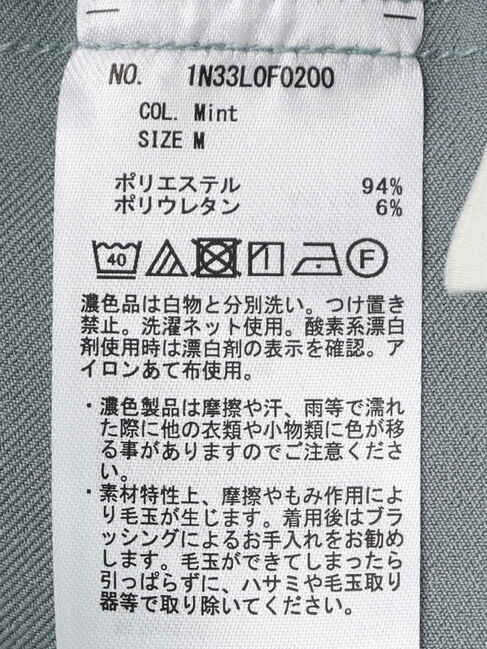 NO. 1N33L0F0200
COL. Mint
SIZE M
ポリエステル 94%
ポリウレタン 6%
40 F
濃色品は白物と分別洗い。つけ置き
禁止。洗濯ネット使用。酸素系漂白
剤使用時は漂白剤の表示を確認。ア
イロンあて布使用。
・濃色製品は摩擦や汗、雨等で濡れ
た際に他の衣類や小物類に色が移
る事がありますのでご注意くださ
い。
・素材特性上、摩擦やもみ作用によ
り毛玉が生じます。着用後はブラ
ッシングによるお手入れをお勧め
します。毛玉ができてしまったら
引っぱらずに、ハサミや毛玉取り
器等で取り除いてください。